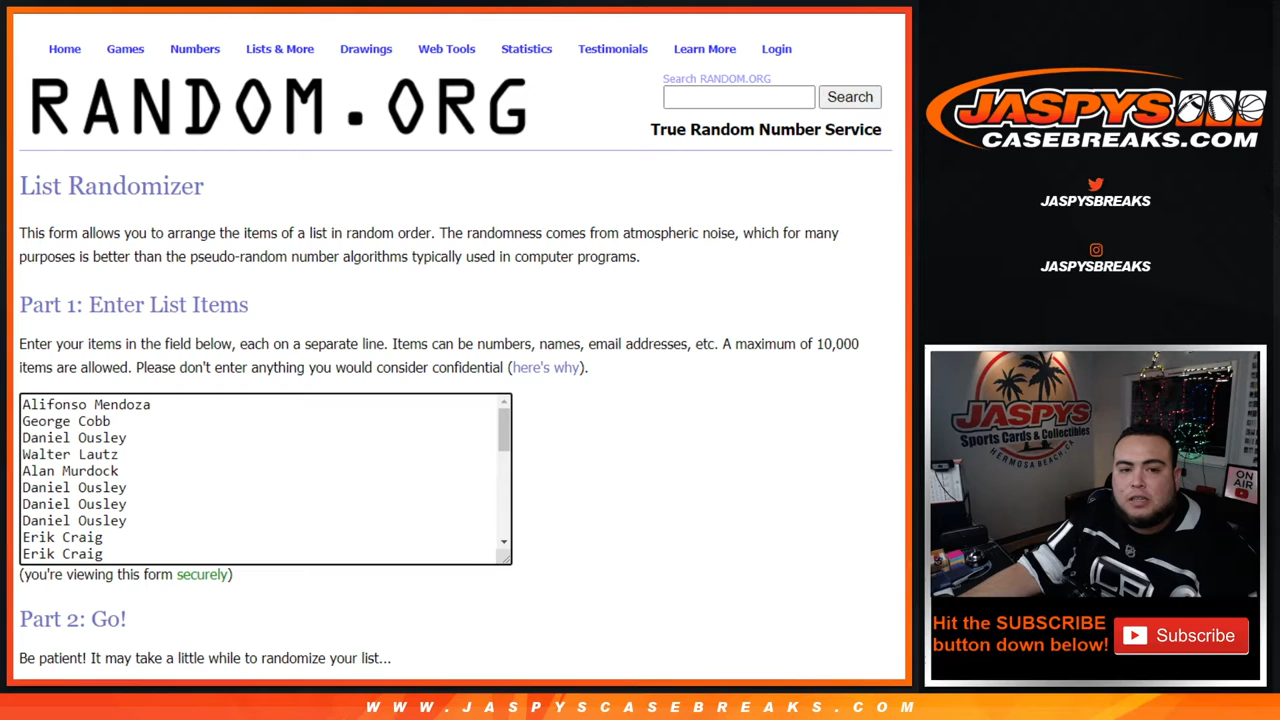 Home Games Numbers Lists & More Drawings Web Tools Statistics Testimonials Learn More Login
RANDOM.ORG
Search RANDOM.ORG
Search
True Random Number Service
List Randomizer
This form allows you to arrange the items of a list in random order. The randomness comes from atmospheric noise, which for many
purposes is better than the pseudo-random number algorithms typically used in computer programs.
Part 1: Enter List Items
Enter your items in the field below, each on a separate line. Items can be numbers, names, email addresses, etc. A maximum of 10,000
items are allowed. Please don't enter anything you would consider confidential (here's why).
Alifonso Mendoza
George Cobb
Daniel Ousley
Walter Lautz
Alan Murdock
Daniel Ousley
Daniel Ousley
Daniel Ousley
Erik Craig
Erik Craig
(you're viewing this form securely)
Part 2: Go!
Be patient! It may take a little while to randomize your list...
JASPYS
CASEBREAKS.COM
JASPYSBREAKS
JASPYSBREAKS
JASPYS
Sports Cards & Collectibles
HERMOSA BEACH, CA
ON
AIR
LA
Hit the SUBSCRIBE
button down below!
Subscribe
WWW.JASPYSCASEBREAKS.COM